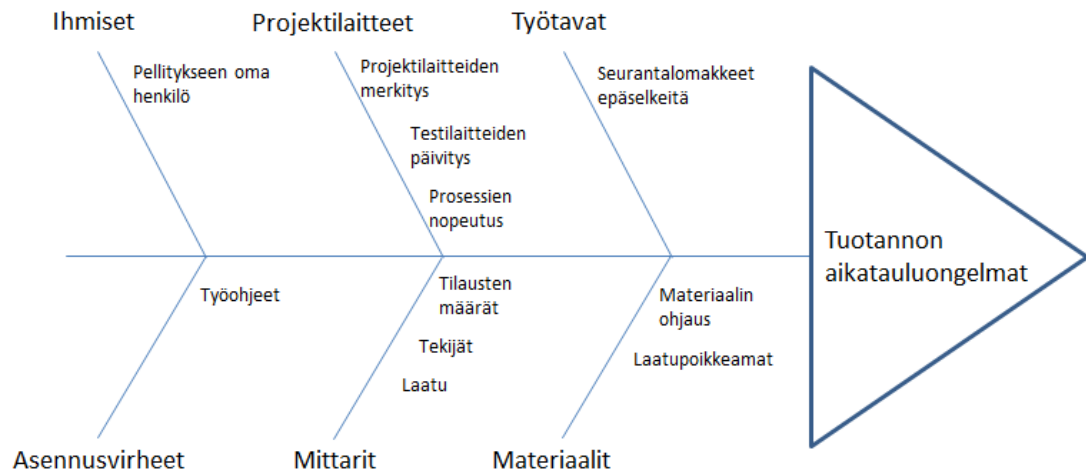 Ihmiset
Projektilaitteet
Työtavat
Pellitykseen oma
henkilö
Projektilaitteiden
merkitys
Testilaitteiden
päivitys
Prosessien
nopeutus
Seurantalomakkeet
epäselkeitä
Tuotannon
aikatauluongelmat
Työohjeet
Tilausten
määrät
Tekijät
Laatu
Materiaalin
ohjaus
Laatupoikkeamat
Asennusvirheet
Mittarit
Materiaalit